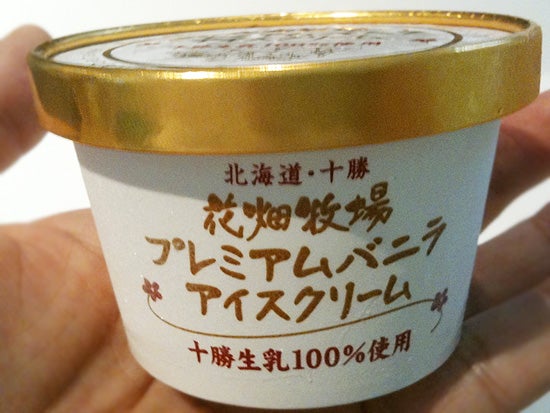 北海道・十勝
花畑牧場
プレミアムバニラ
アイスクリーム
十勝生乳100%使用